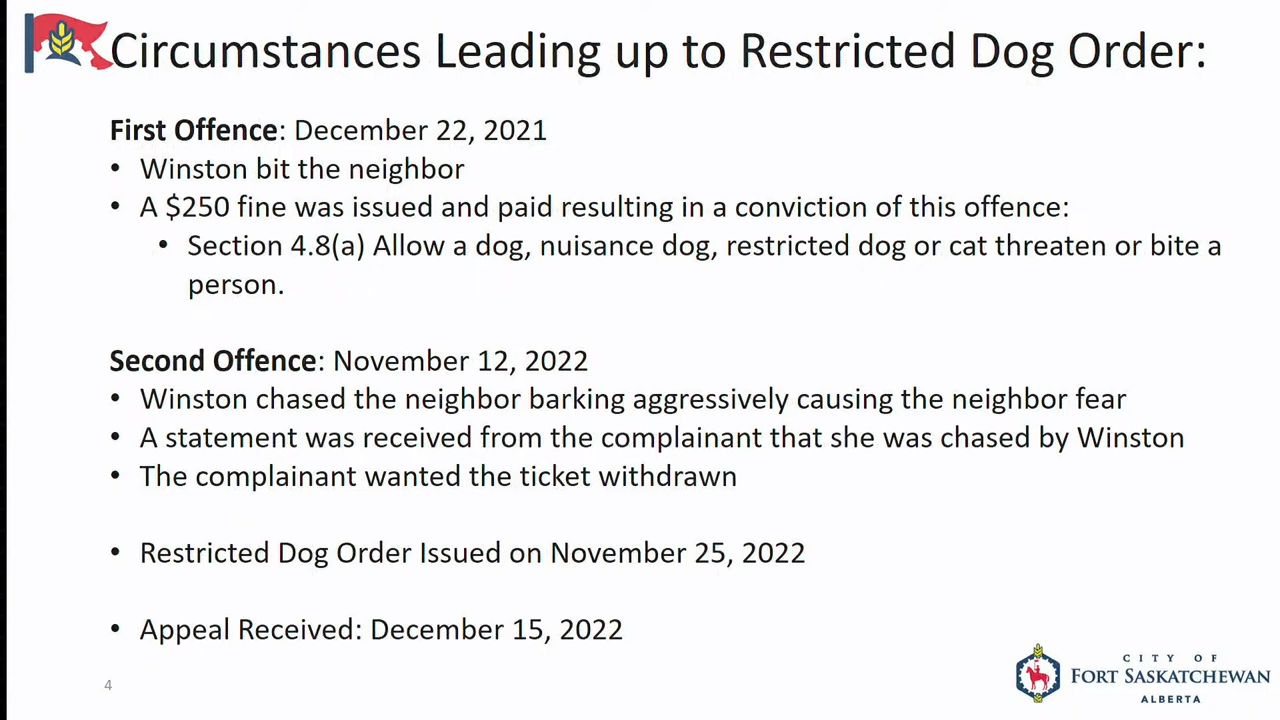 Circumstances Leading up to Restricted Dog Order:
First Offence: December 22, 2021
• Winston bit the neighbor
• A $250 fine was issued and paid resulting in a conviction of this offence:
• Section 4.8(a) Allow a dog, nuisance dog, restricted dog or cat threaten or bite a
person.
Second Offence: November 12, 2022
• Winston chased the neighbor barking aggressively causing the neighbor fear
• A statement was received from the complainant that she was chased by Winston
• The complainant wanted the ticket withdrawn
• Restricted Dog Order Issued on November 25, 2022
• Appeal Received: December 15, 2022
4
CITY OF
FORT SASKATCHEWAN
ALBERTA